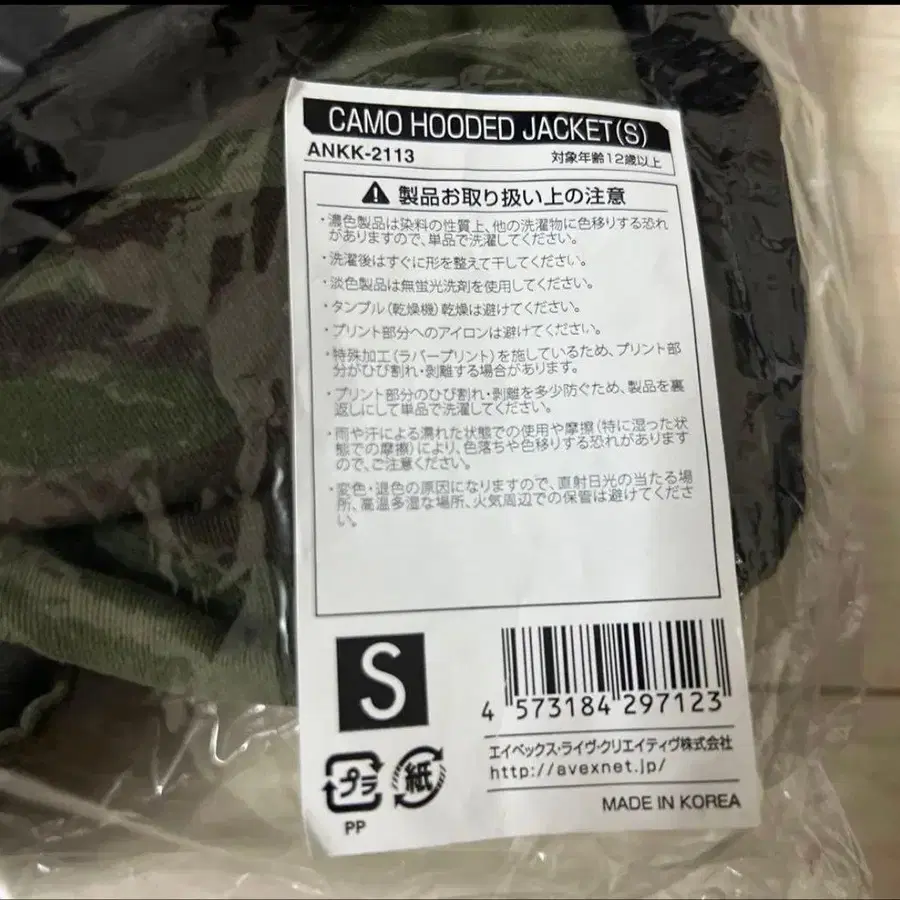 CAMO HOODED JACKET(S)
ANKK-2113 対象年齢12歳以上
製品お取り扱い上の注意
・濃色製品は染料の性質上、他の洗濯物に色移りする恐れ
がありますので、単品で洗濯してください。
・洗濯後はすぐに形を整えて干してください。
・淡色製品は無蛍光洗剤を使用してください。
・タンブル(乾燥機)乾燥は避けてください。
・プリント部分へのアイロンは避けてください。
・特殊加工(ラバープリント)を施しているため、プリント部
分がひび割れ・剥離する場合があります。
・プリント部分のひび割れ・剥離を多少防ぐため、製品を裏
返しにして単品で洗濯してください。
・雨や汗による濡れた状態での使用や摩擦(特に湿った状
態での摩擦)により、色落ちや色移りする恐れがあります
ので、ご注意ください。
・変色・退色の原因になりますので、直射日光の当たる場
所、高温多湿な場所、火気周辺での保管は避けてくださ
い。
S
4 573184 297123
エイベックス・ライヴ・クリエイティヴ株式会社
http://avexnet.jp/
プラ 紙
PP
MADE IN KOREA